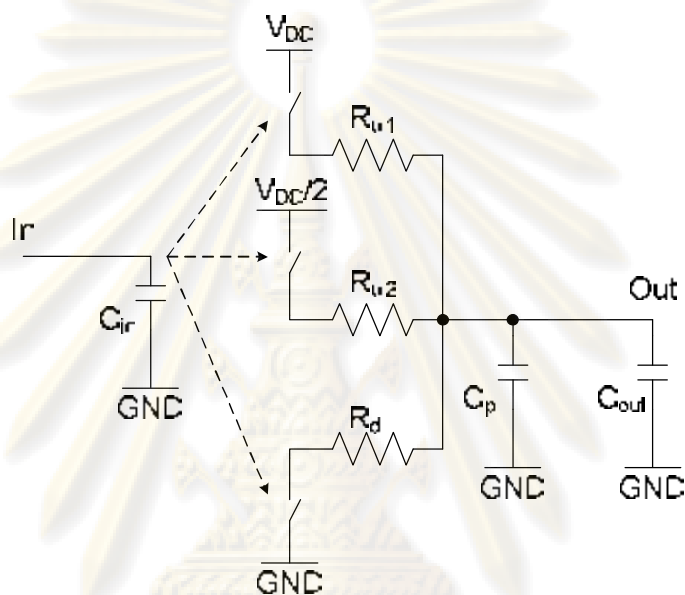 V_DC
R_u1
V_DC/2
In
R_u2
Out
C_in
GND
R_d
C_p
C_out
GND
GND
GND